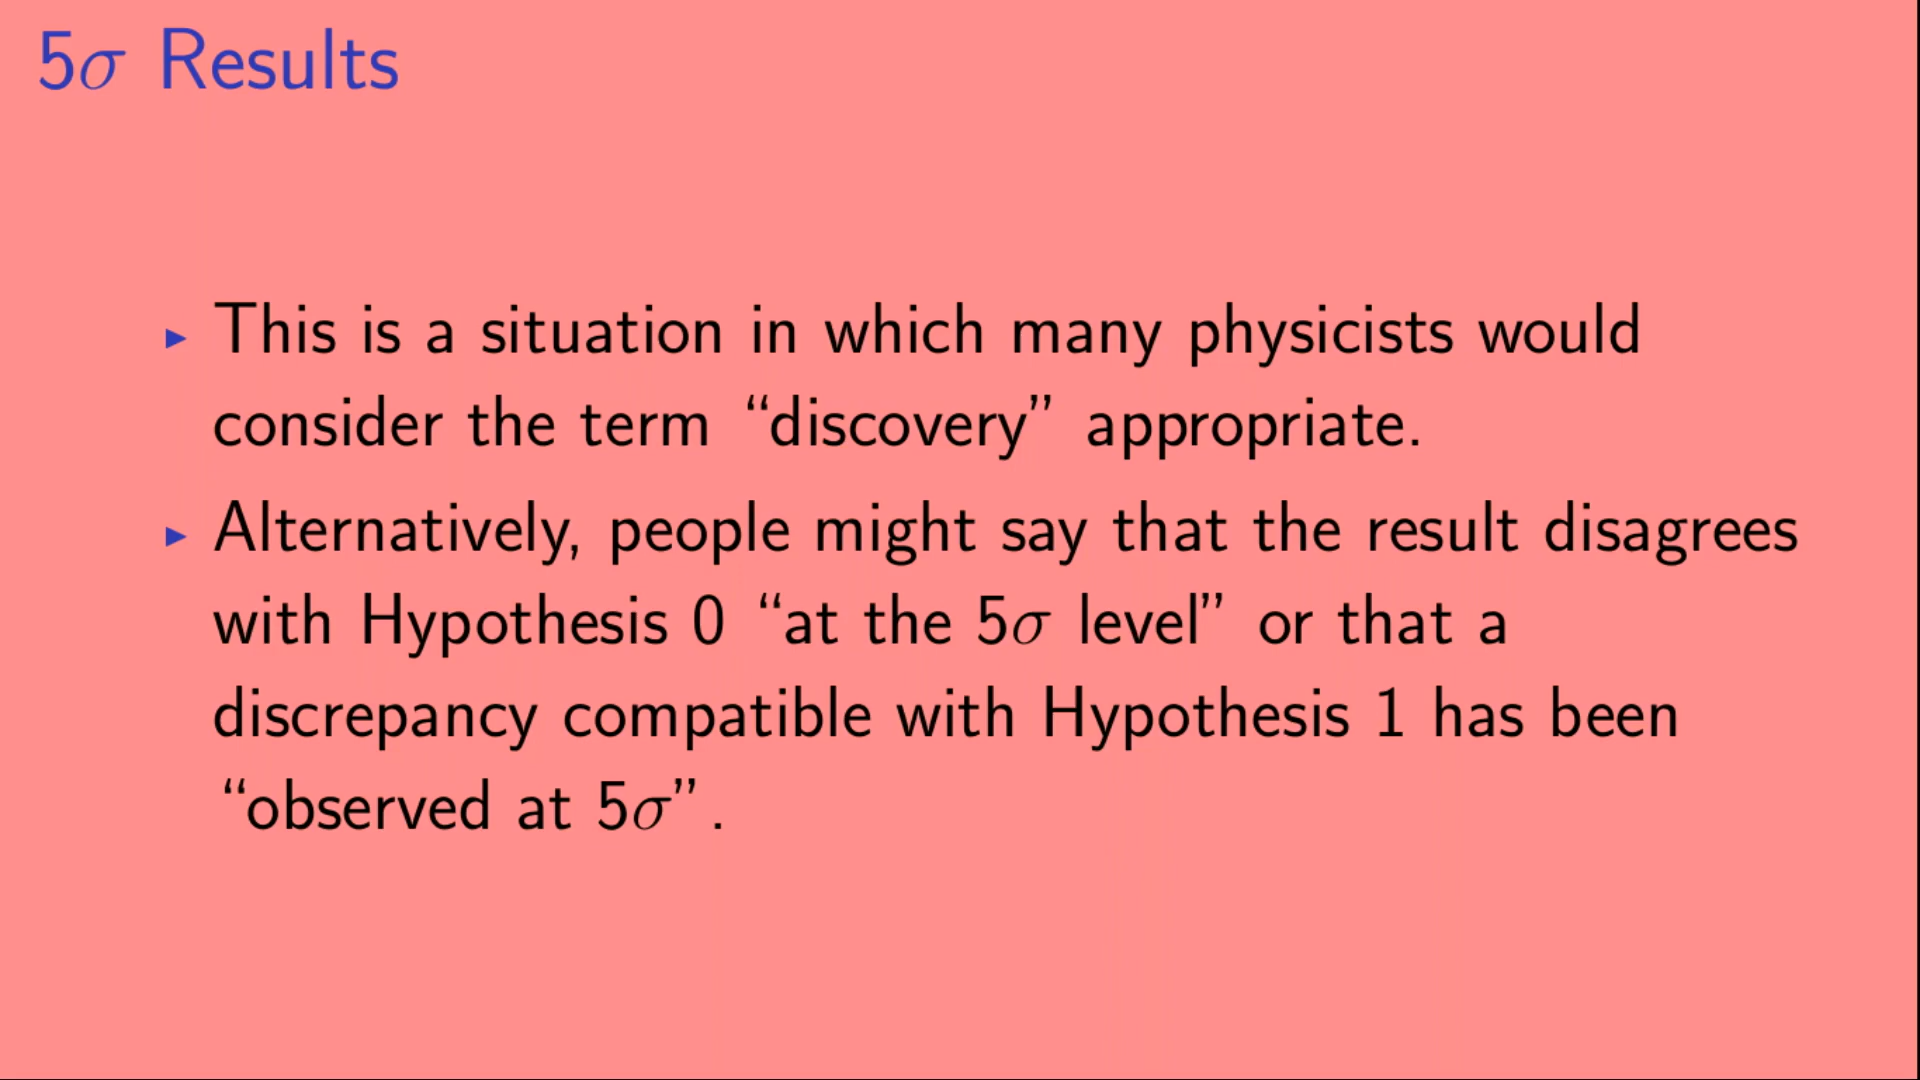 5σ Results
▸ This is a situation in which many physicists would
consider the term “discovery” appropriate.
▸ Alternatively, people might say that the result disagrees
with Hypothesis 0 “at the 5σ level” or that a
discrepancy compatible with Hypothesis 1 has been
“observed at 5σ”.